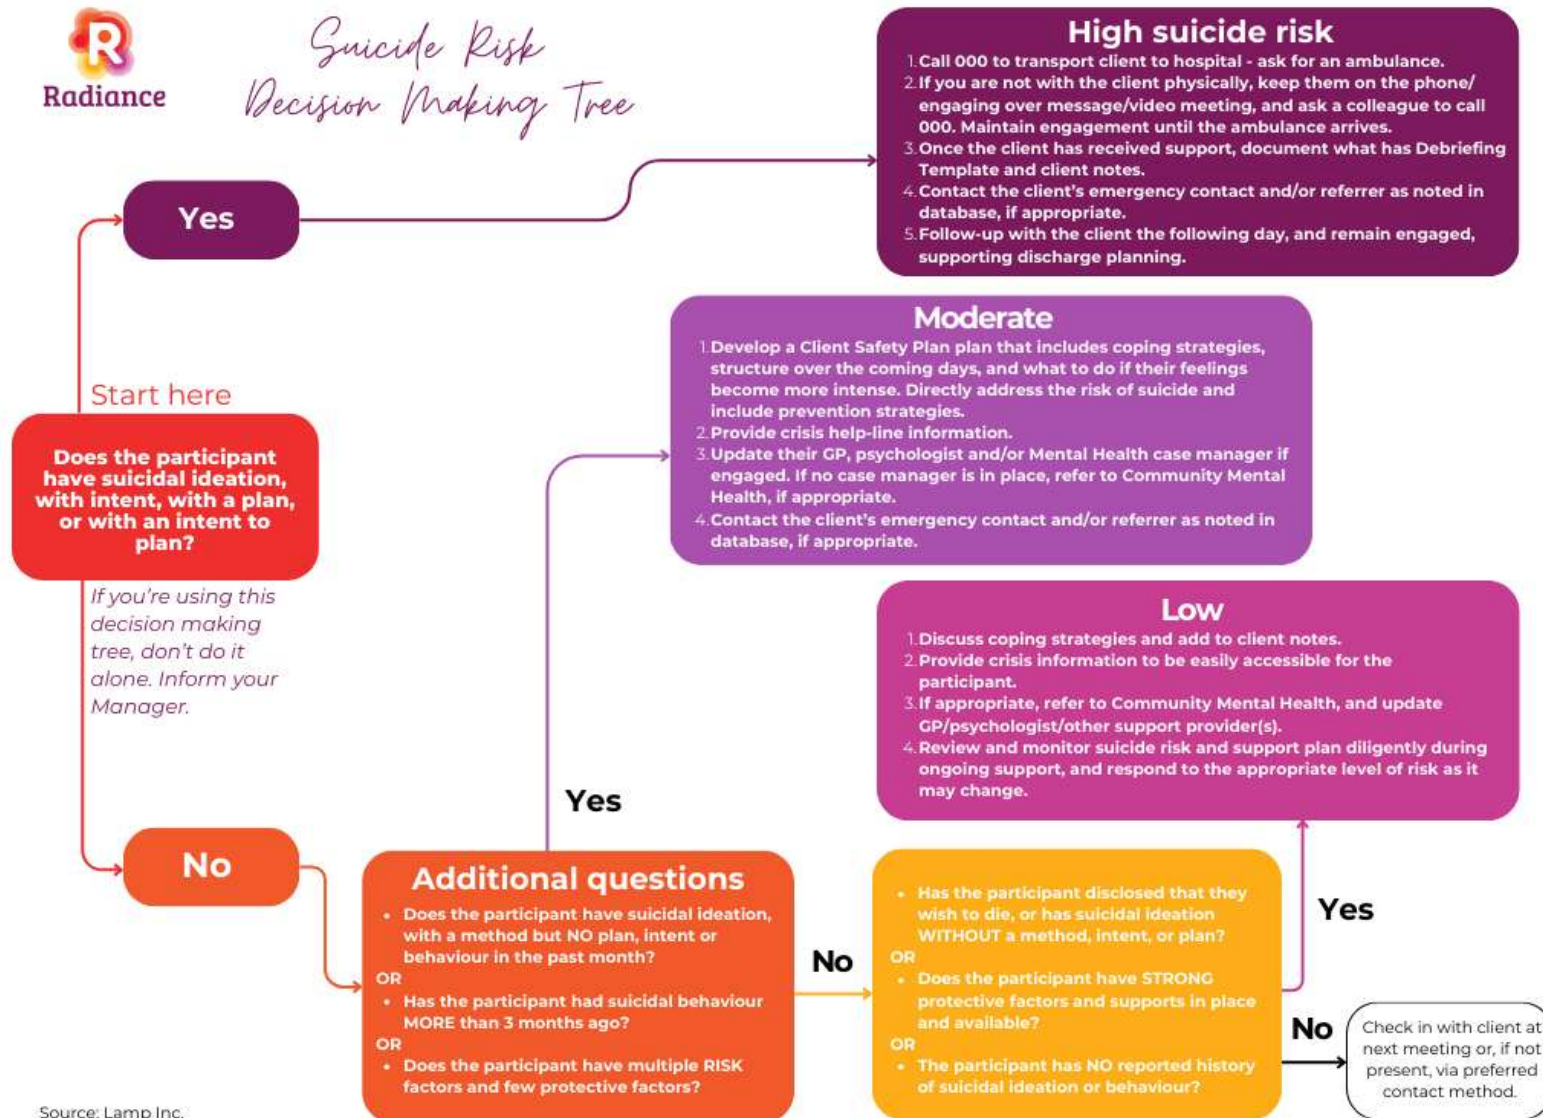 Radiance
Suicide Risk
Decision Making Tree
High suicide risk
1. Call 000 to transport client to hospital - ask for an ambulance.
2. If you are not with the client physically, keep them on the phone/
engaging over message/video meeting, and ask a colleague to call
000. Maintain engagement until the ambulance arrives.
3. Once the client has received support, document what has Debriefing
Template and client notes.
4. Contact the client's emergency contact and/or referrer as noted in
database, if appropriate.
5. Follow-up with the client the following day, and remain engaged,
supporting discharge planning.
Yes
Moderate
1. Develop a Client Safety Plan plan that includes coping strategies,
structure over the coming days, and what to do if their feelings
become more intense. Directly address the risk of suicide and
include prevention strategies.
2. Provide crisis help-line information.
3. Update their GP, psychologist and/or Mental Health case manager if
engaged. If no case manager is in place, refer to Community Mental
Health, if appropriate.
4. Contact the client's emergency contact and/or referrer as noted in
database, if appropriate.
Start here
Does the participant
have suicidal ideation,
with intent, with a plan,
or with an intent to
plan?
If you're using this
decision making
tree, don't do it
alone. Inform your
Manager.
Low
1. Discuss coping strategies and add to client notes.
2. Provide crisis information to be easily accessible for the
participant.
3. If appropriate, refer to Community Mental Health, and update
GP/psychologist/other support provider(s).
4. Review and monitor suicide risk and support plan diligently during
ongoing support, and respond to the appropriate level of risk as it
may change.
Yes
No
Additional questions
• Does the participant have suicidal ideation,
with a method but NO plan, intent or
behaviour in the past month?
OR
• Has the participant had suicidal behaviour
MORE than 3 months ago?
OR
• Does the participant have multiple RISK
factors and few protective factors?
No
• Has the participant disclosed that they
wish to die, or has suicidal ideation
WITHOUT a method, intent, or plan?
OR
• Does the participant have STRONG
protective factors and supports in place
and available?
OR
• The participant has NO reported history
of suicidal ideation or behaviour?
Yes
No
Check in with client at
next meeting or, if not
present, via preferred
contact method.
Source: Lamp Inc.